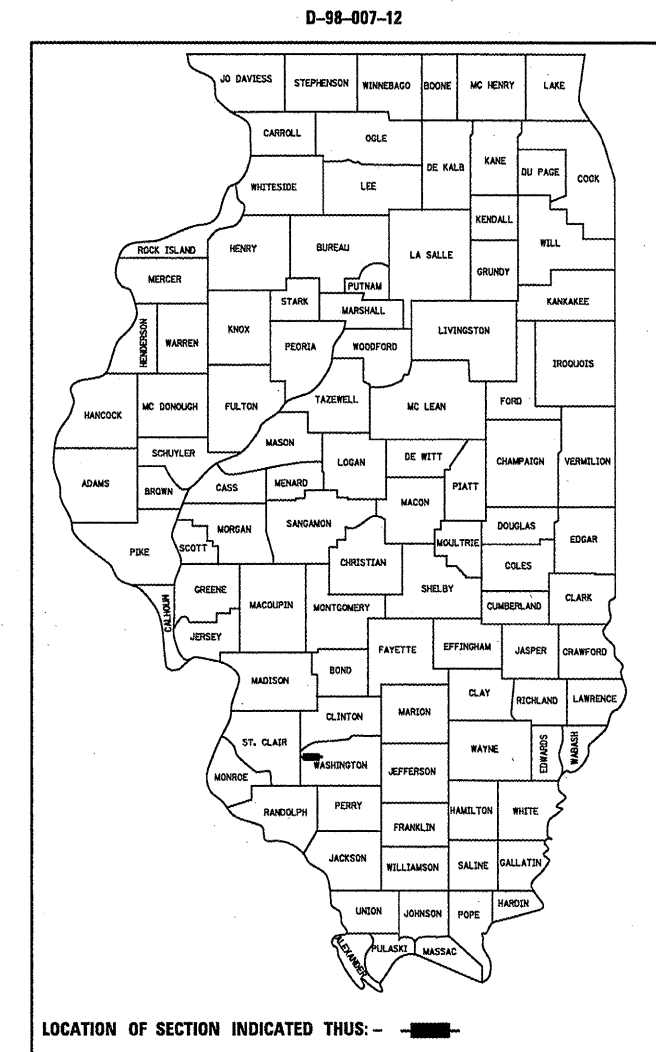 D-98-007-12
JO DAVIESS STEPHENSON WINNEBAGO BOONE MC HENRY LAKE
CARROLL OGLE DE KALB KANE DU PAGE COOK
WHITESIDE LEE KENDALL WILL
ROCK ISLAND HENRY BUREAU LA SALLE GRUNDY
MERCER PUTNAM KANKAKEE
HENDERSON WARREN KNOX STARK MARSHALL LIVINGSTON
PEORIA WOODFORD IROQUOIS
HANCOCK MC DONOUGH FULTON TAZEWELL MC LEAN FORD
SCHUYLER MASON LOGAN DE WITT CHAMPAIGN VERMILION
ADAMS BROWN CASS MENARD MACON PIATT
PIKE SCOTT MORGAN SANGAMON CHRISTIAN MOULTRIE DOUGLAS EDGAR
COLES
CALHOUN GREENE MACOUPIN MONTGOMERY SHELBY CUMBERLAND CLARK
JERSEY FAYETTE EFFINGHAM JASPER CRAWFORD
MADISON BOND CLAY RICHLAND LAWRENCE
ST. CLAIR CLINTON MARION WAYNE EDWARDS WABASH
MONROE WASHINGTON JEFFERSON
RANDOLPH PERRY HAMILTON WHITE
FRANKLIN
JACKSON WILLIAMSON SALINE GALLATIN
UNION JOHNSON POPE HARDIN
ALEXANDER PULASKI MASSAC
LOCATION OF SECTION INDICATED THUS: -